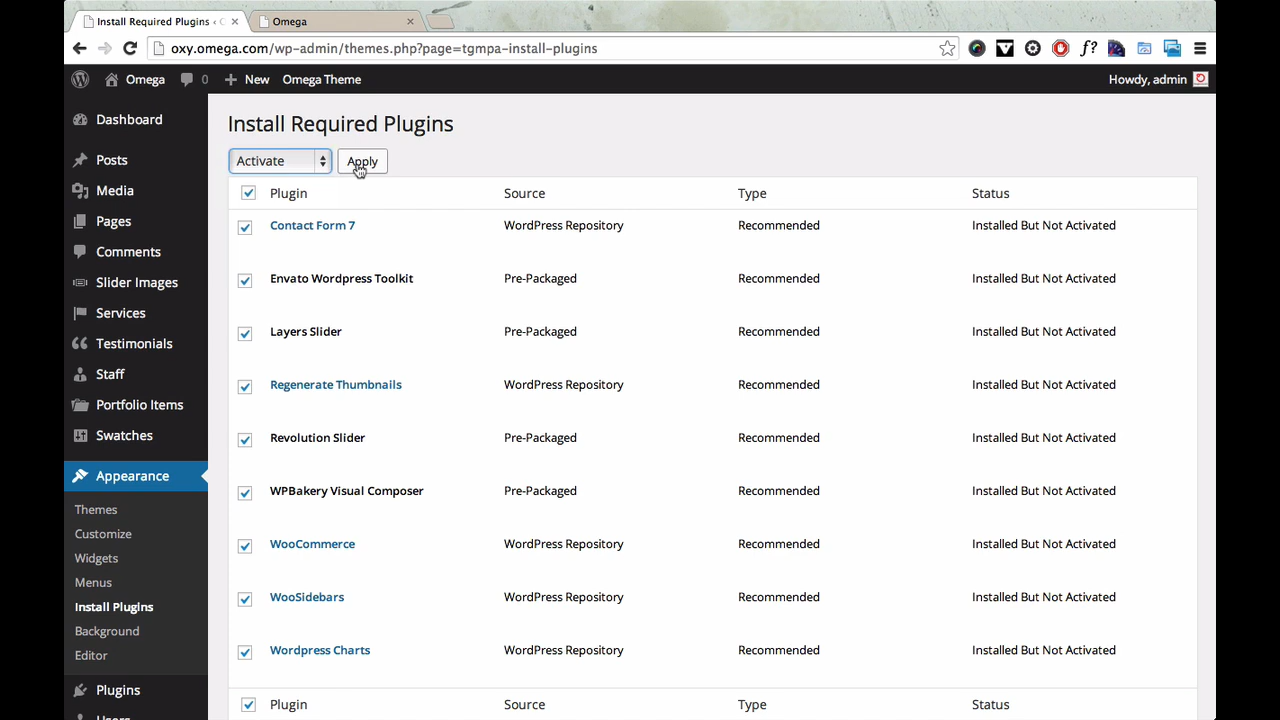 Install Required Plugins ‹ O
Omega
oxy.omega.com/wp-admin/themes.php?page=tgmpa-install-plugins
f?
Omega
0
New
Omega Theme
Howdy, admin
Dashboard
Posts
Media
Pages
Comments
Slider Images
Services
Testimonials
Staff
Portfolio Items
Swatches
Appearance
Themes
Customize
Widgets
Menus
Install Plugins
Background
Editor
Plugins
Users
Install Required Plugins
Activate
Apply
Plugin Source Type Status
Contact Form 7 WordPress Repository Recommended Installed But Not Activated
Envato Wordpress Toolkit Pre-Packaged Recommended Installed But Not Activated
Layers Slider Pre-Packaged Recommended Installed But Not Activated
Regenerate Thumbnails WordPress Repository Recommended Installed But Not Activated
Revolution Slider Pre-Packaged Recommended Installed But Not Activated
WPBakery Visual Composer Pre-Packaged Recommended Installed But Not Activated
WooCommerce WordPress Repository Recommended Installed But Not Activated
WooSidebars WordPress Repository Recommended Installed But Not Activated
Wordpress Charts WordPress Repository Recommended Installed But Not Activated
Plugin Source Type Status